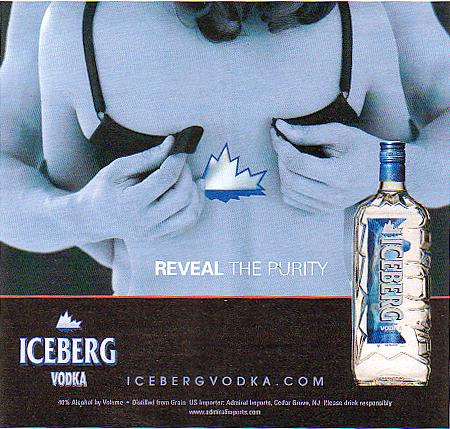 REVEAL THE PURITY
ICEBERG
VODKA
ICEBERG
VODKA
ICEBERGVODKA.COM
40% Alcohol by Volume • Distilled from Grain US Importer: Admiral Imports, Cedar Grove, NJ Please drink responsibly
www.admiralimports.com